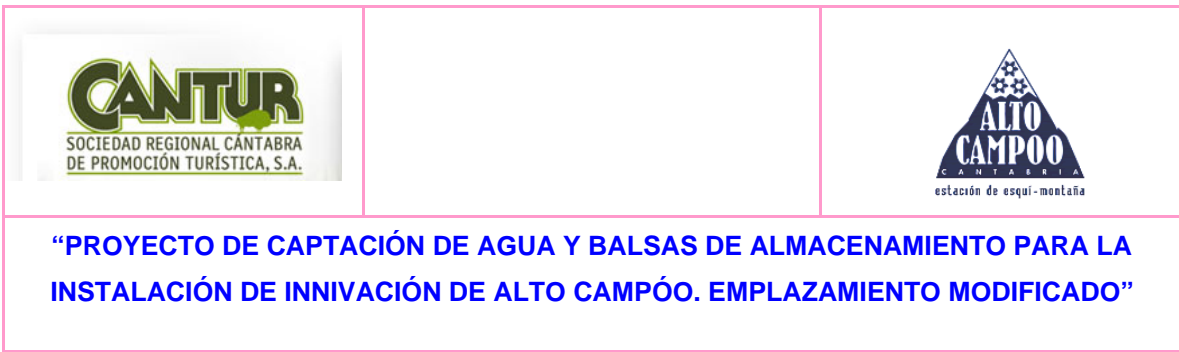 CANTUR
SOCIEDAD REGIONAL CÁNTABRA
DE PROMOCIÓN TURÍSTICA, S.A.
ALTO
CAMPOO
CANTABRIA
estación de esquí-montaña
“PROYECTO DE CAPTACIÓN DE AGUA Y BALSAS DE ALMACENAMIENTO PARA LA
INSTALACIÓN DE INNIVACIÓN DE ALTO CAMPÓO. EMPLAZAMIENTO MODIFICADO”